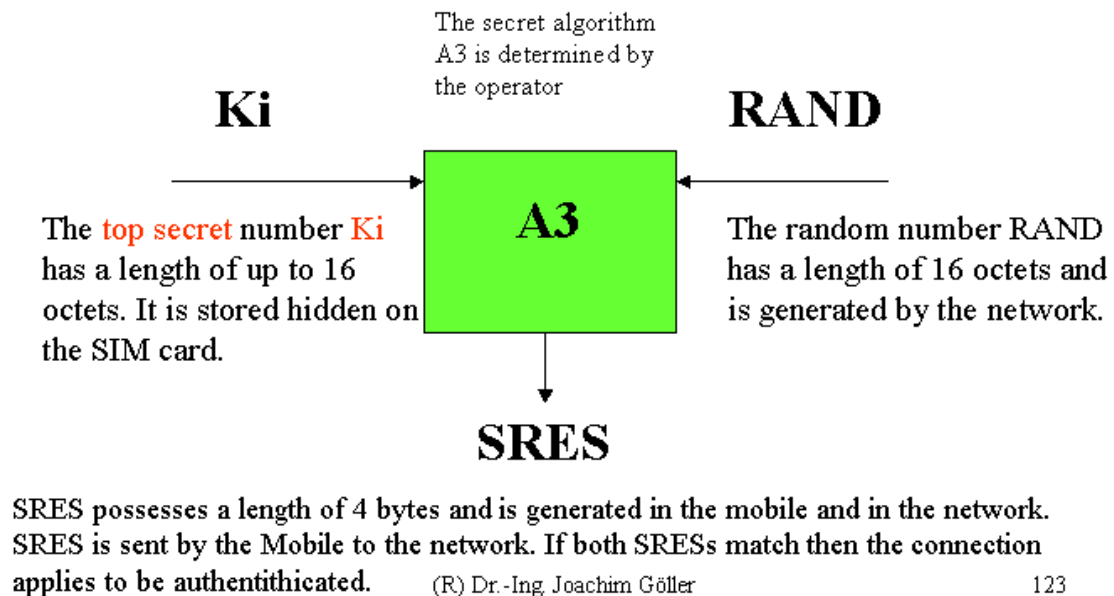 The secret algorithm
A3 is determined by
the operator
Ki
RAND
A3
The top secret number Ki
has a length of up to 16
octets. It is stored hidden on
the SIM card.
The random number RAND
has a length of 16 octets and
is generated by the network.
SRES
SRES possesses a length of 4 bytes and is generated in the mobile and in the network.
SRES is sent by the Mobile to the network. If both SRESs match then the connection
applies to be authentithicated.
(R) Dr.-Ing. Joachim Göller
123